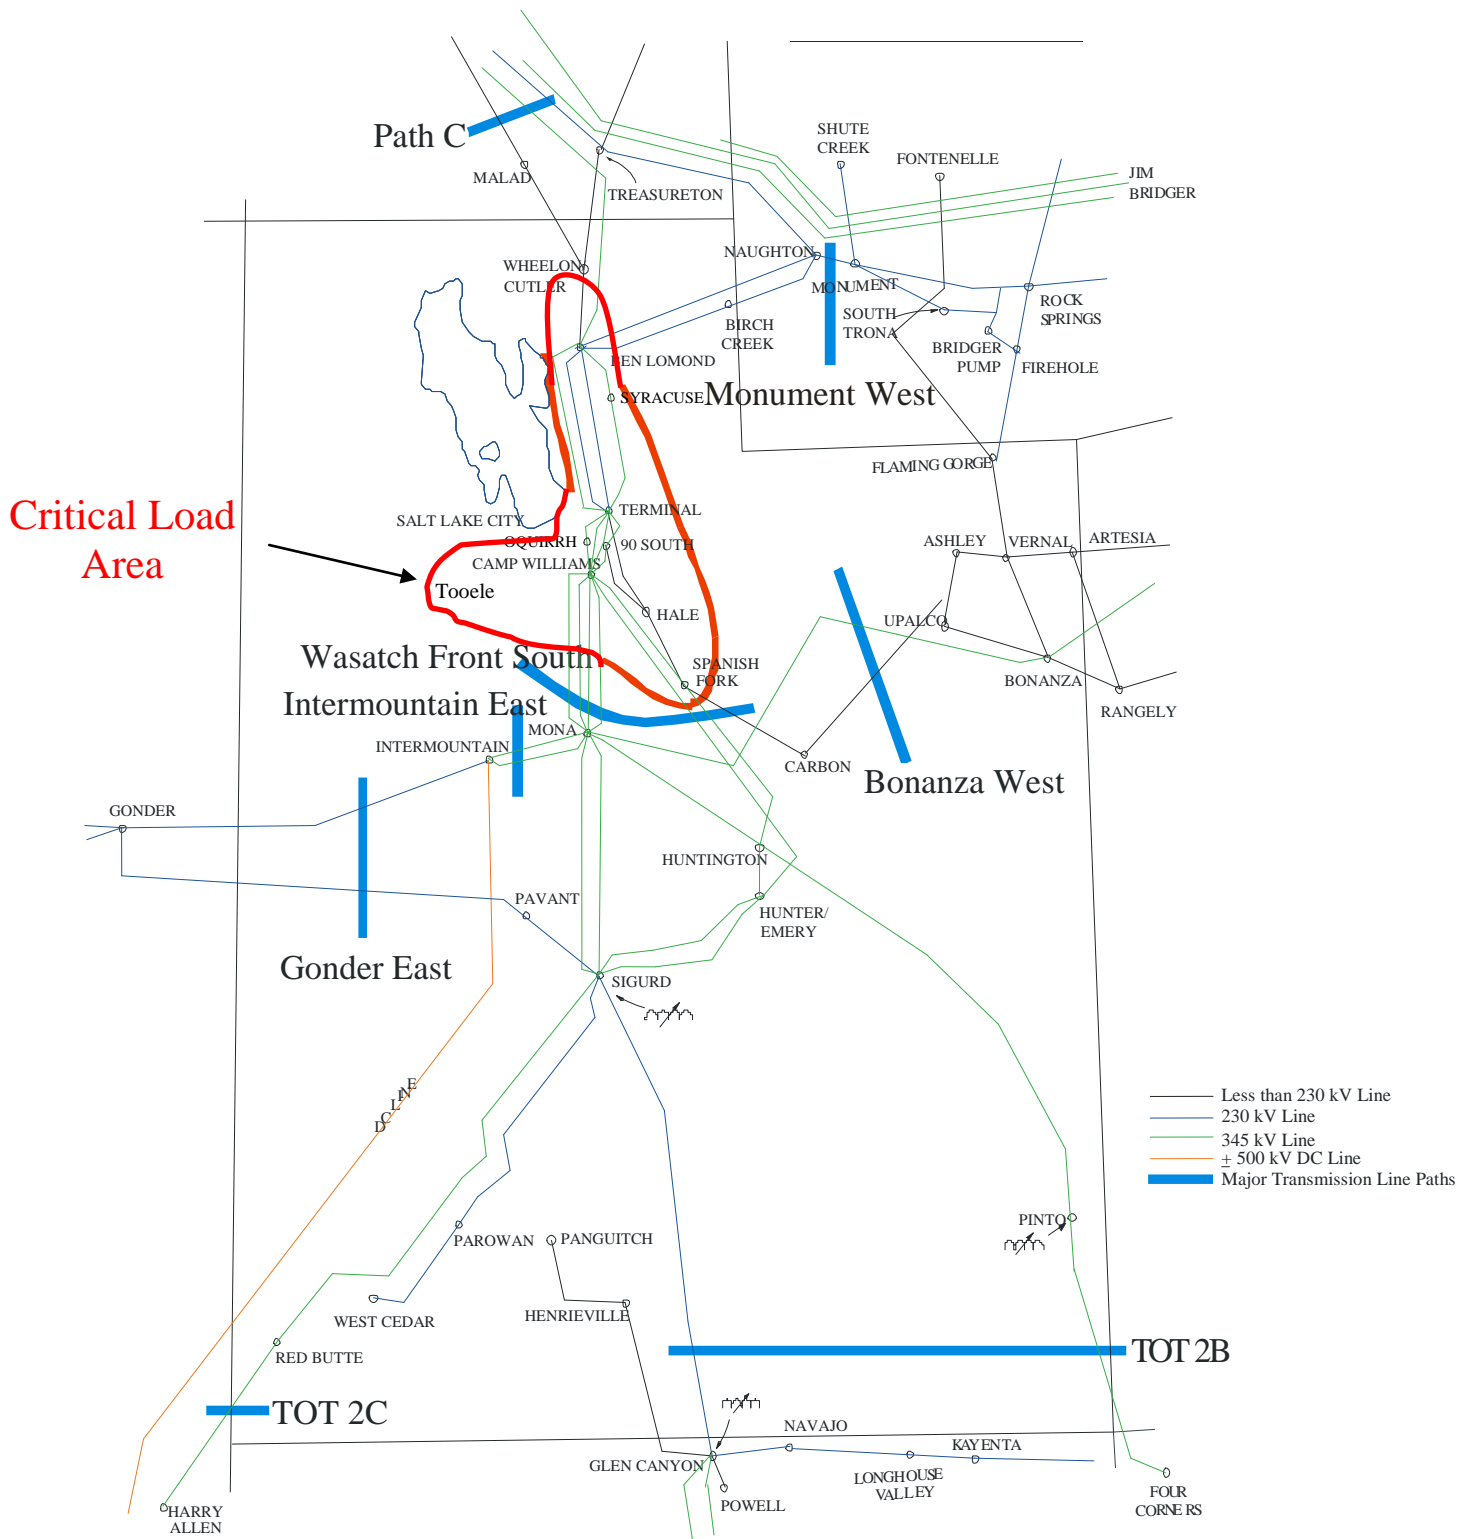 Path C
MALAD
TREASURETON
SHUTE
CREEK
FONTENELLE
JIM
BRIDGER
WHEELON
CUTLER
NAUGHTON
MONUMENT
BIRCH
CREEK
SOUTH
TRONA
ROCK
SPRINGS
BRIDGER
PUMP
FIREHOLE
BEN LOMOND
SYRACUSE
Monument West
FLAMING GORGE
Critical Load
Area
SALT LAKE CITY
TERMINAL
OQUIRRH
90 SOUTH
CAMP WILLIAMS
Tooele
HALE
ASHLEY
VERNAL
ARTESIA
UPALCO
Wasatch Front South
SPANISH
FORK
BONANZA
RANGELY
Intermountain East
MONA
INTERMOUNTAIN
CARBON
Bonanza West
GONDER
HUNTINGTON
PAVANT
HUNTER/
EMERY
Gonder East
SIGURD
DC LINE
Less than 230 kV Line
230 kV Line
345 kV Line
± 500 kV DC Line
Major Transmission Line Paths
PINTO
PAROWAN
PANGUITCH
WEST CEDAR
HENRIEVILLE
RED BUTTE
TOT 2B
TOT 2C
NAVAJO
KAYENTA
GLEN CANYON
LONGHOUSE
VALLEY
POWELL
FOUR
CORNERS
HARRY
ALLEN